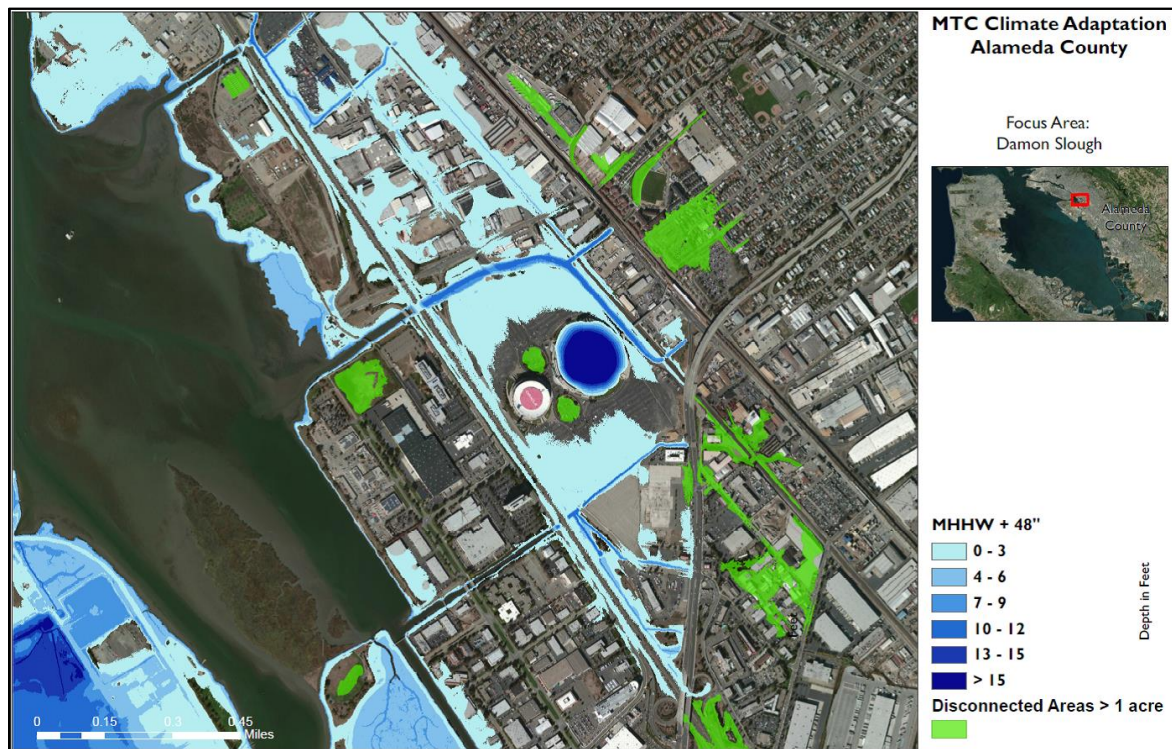 MTC Climate Adaptation
Alameda County
Focus Area:
Damon Slough
Alameda
County
MHHW + 48"
0 - 3
4 - 6
7 - 9
10 - 12
13 - 15
> 15
Depth in Feet
Disconnected Areas > 1 acre
0 0.15 0.3 0.45
Miles